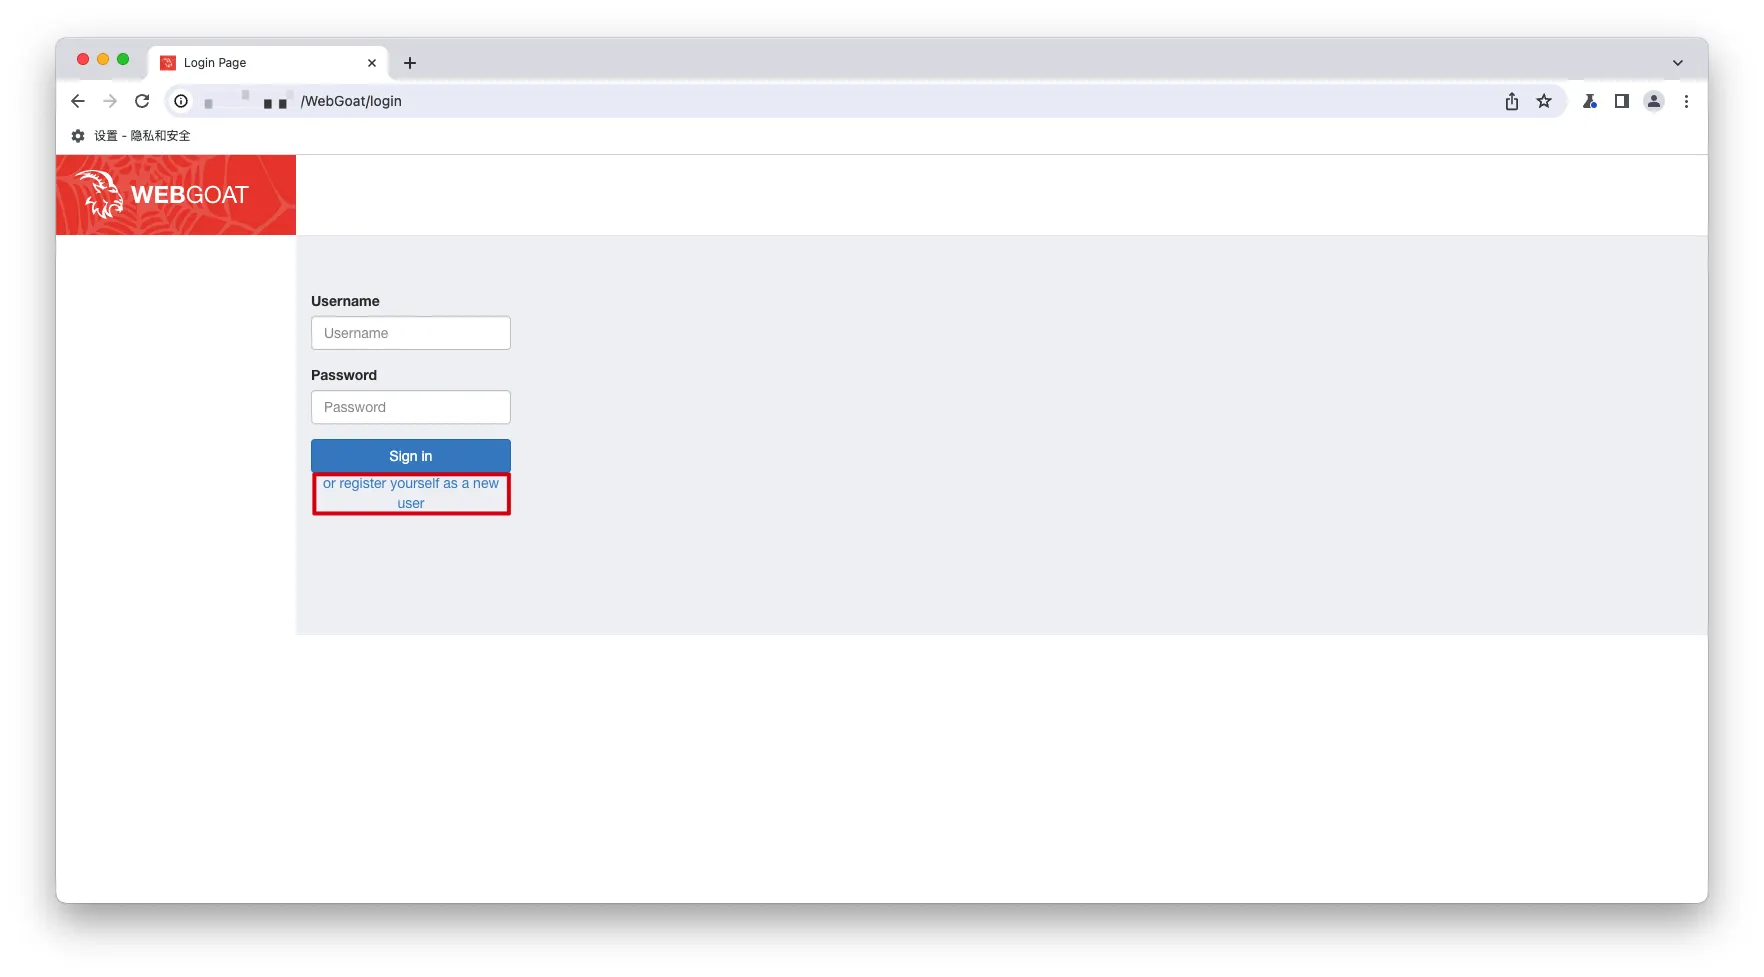 Login Page
/WebGoat/login
设置 - 隐私和安全
WEBGOAT
Username
Username
Password
Password
Sign in
or register yourself as a new
user